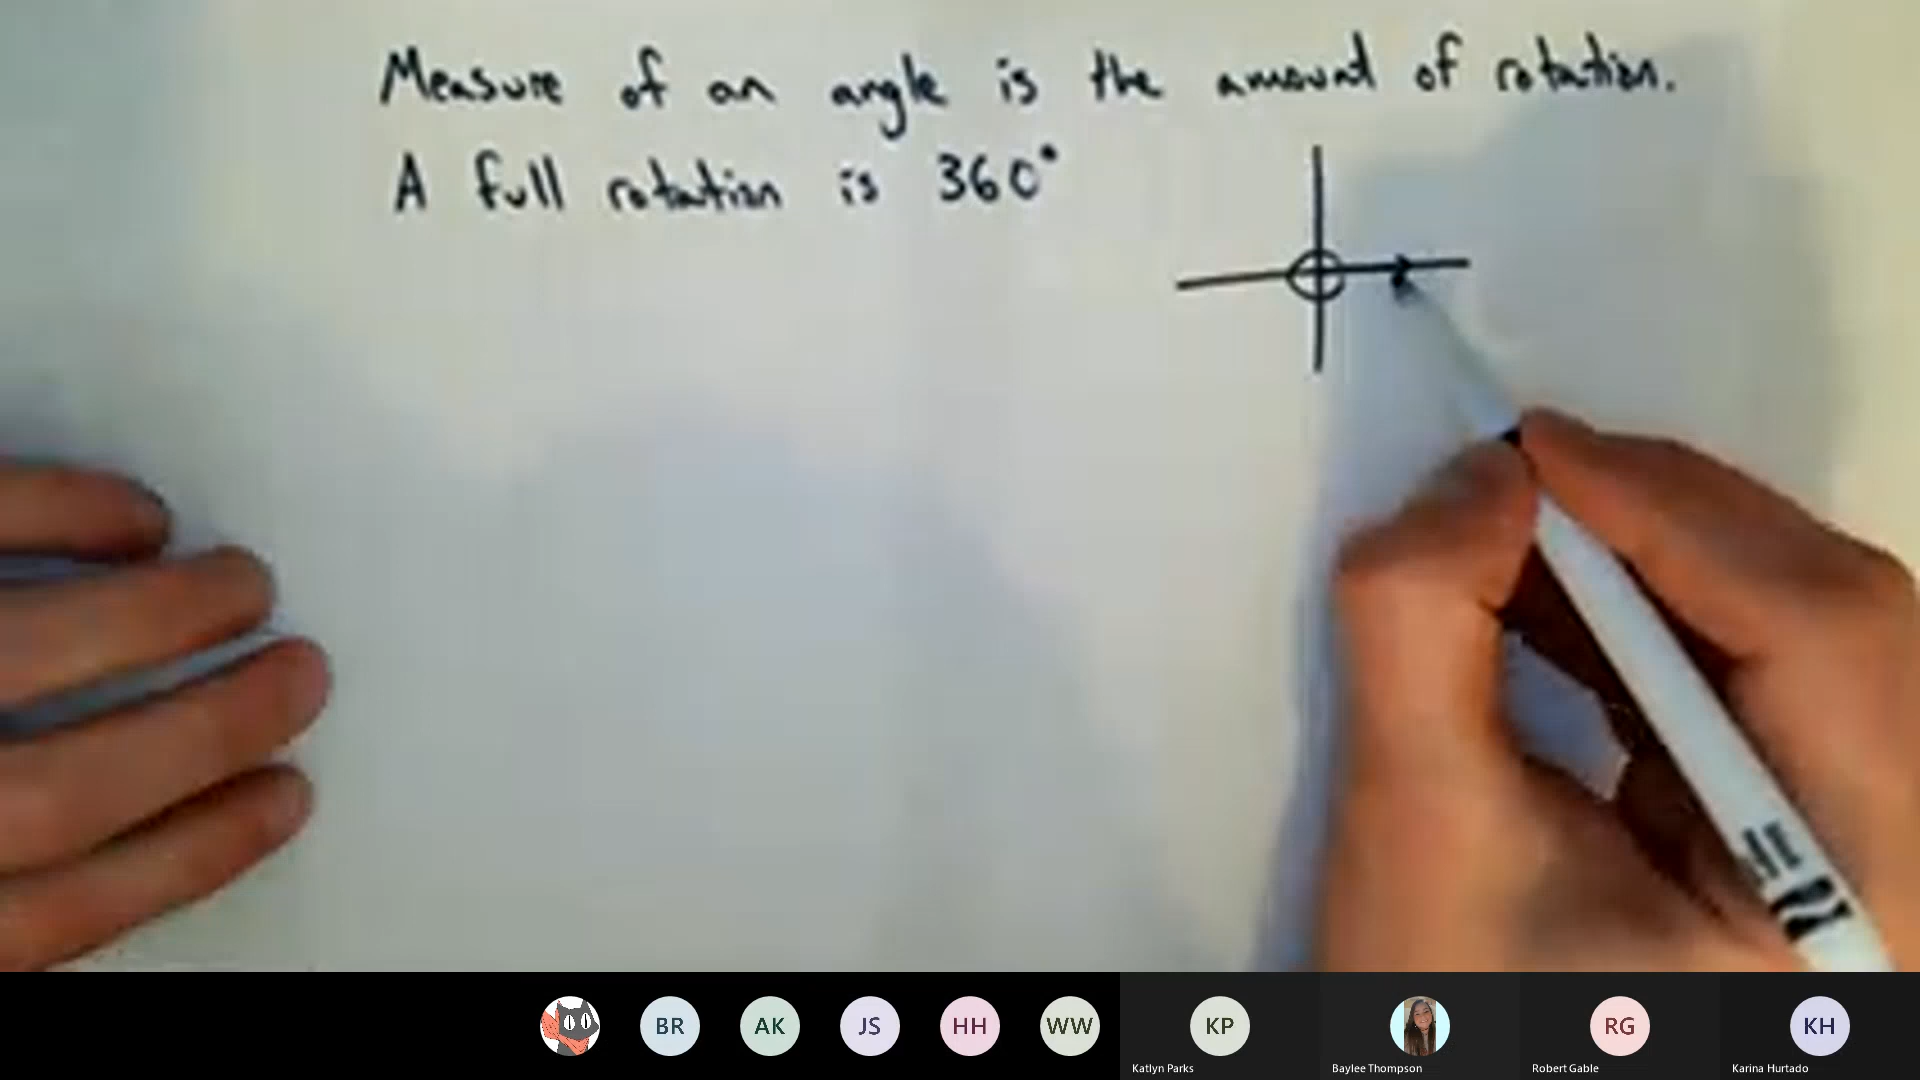 Measure of an angle is the amount of rotation.
A full rotation is 360°
BR
AK
JS
HH
WW
KP
RG
KH
Katlyn Parks
Baylee Thompson
Robert Gable
Karina Hurtado